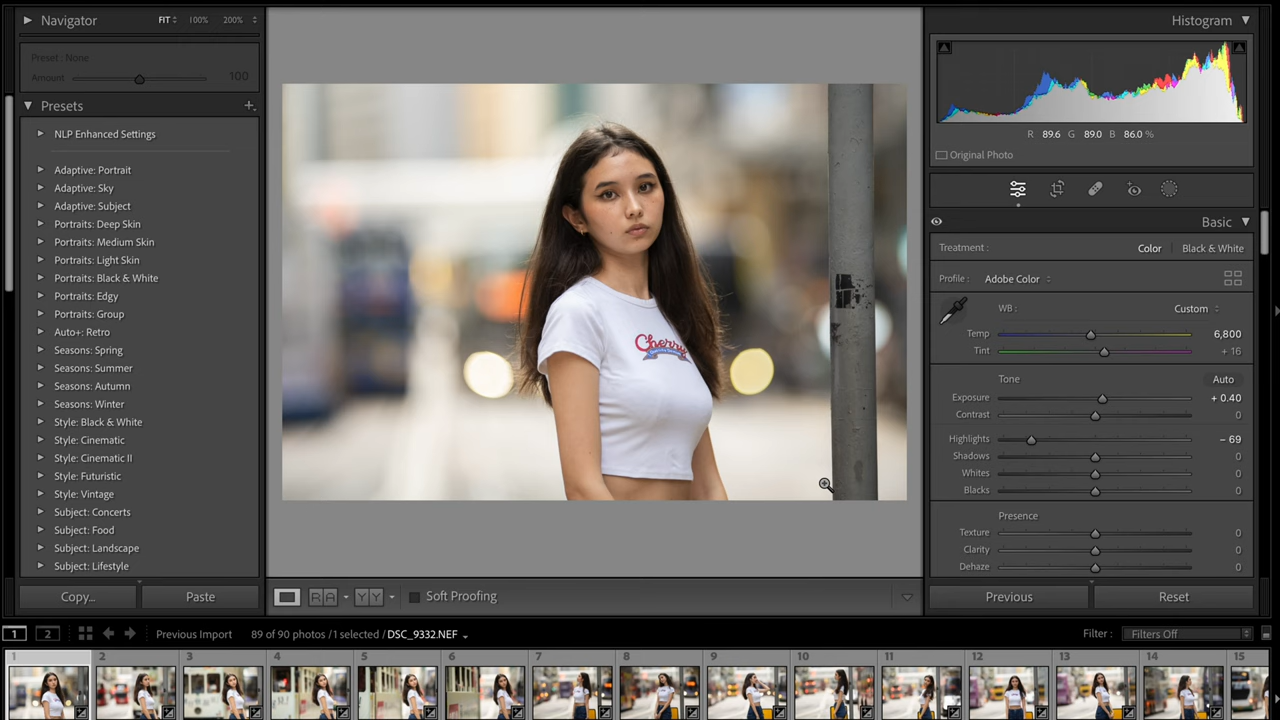 Navigator FIT 100% 200%
Preset : None
Amount 100
Presets
NLP Enhanced Settings
Adaptive: Portrait
Adaptive: Sky
Adaptive: Subject
Portraits: Deep Skin
Portraits: Medium Skin
Portraits: Light Skin
Portraits: Black & White
Portraits: Edgy
Portraits: Group
Auto+: Retro
Seasons: Spring
Seasons: Summer
Seasons: Autumn
Seasons: Winter
Style: Black & White
Style: Cinematic
Style: Cinematic II
Style: Futuristic
Style: Vintage
Subject: Concerts
Subject: Food
Subject: Landscape
Subject: Lifestyle
Copy...
Paste
Cherry
R A Y Y Soft Proofing
Histogram
R 89.6 G 89.0 B 86.0 %
Original Photo
Basic
Treatment : Color Black & White
Profile : Adobe Color
WB : Custom
Temp 6,800
Tint + 16
Tone Auto
Exposure + 0.40
Contrast 0
Highlights – 69
Shadows 0
Whites 0
Blacks 0
Presence
Texture 0
Clarity 0
Dehaze 0
Previous
Reset
1 2 Previous Import 89 of 90 photos / 1 selected / DSC_9332.NEF
Filter : Filters Off
1 2 3 4 5 6 7 8 9 10 11 12 13 14 15